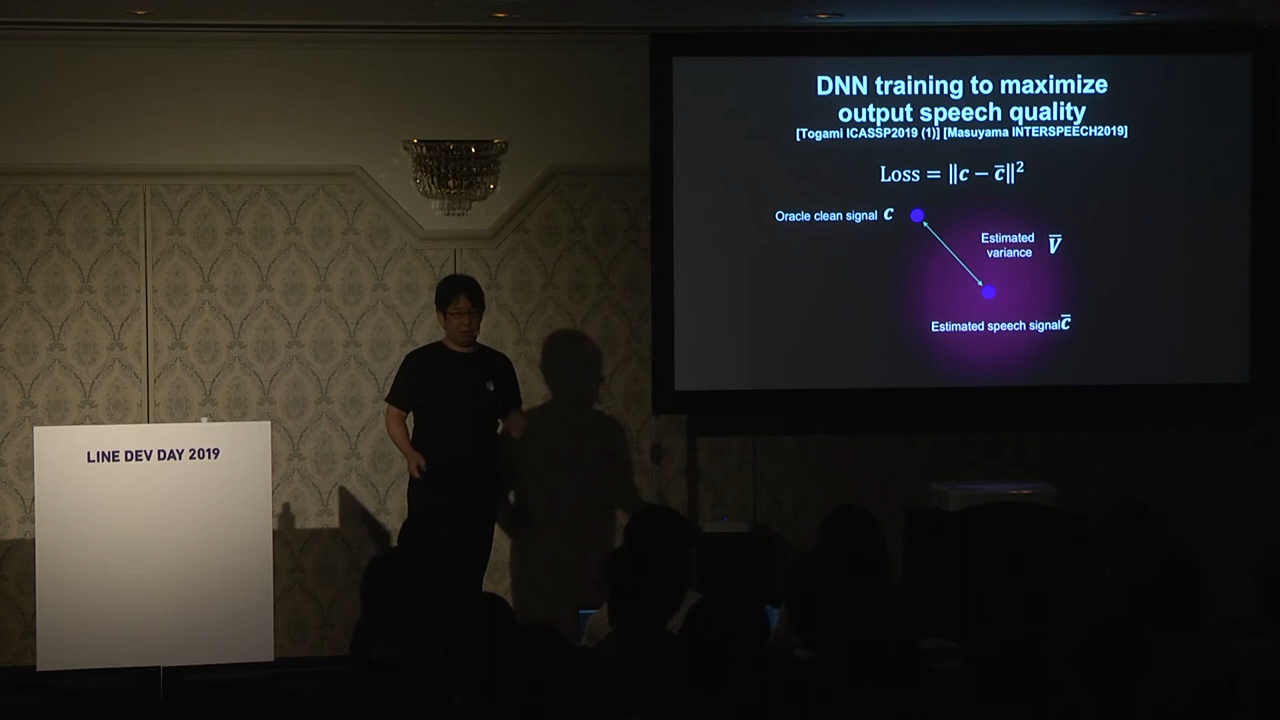 DNN training to maximize
output speech quality
[Togami ICASSP2019 (1)] [Masuyama INTERSPEECH2019]
Loss = ‖c − c̅‖²
Oracle clean signal c
Estimated
variance V̅
Estimated speech signal c̅
LINE DEV DAY 2019